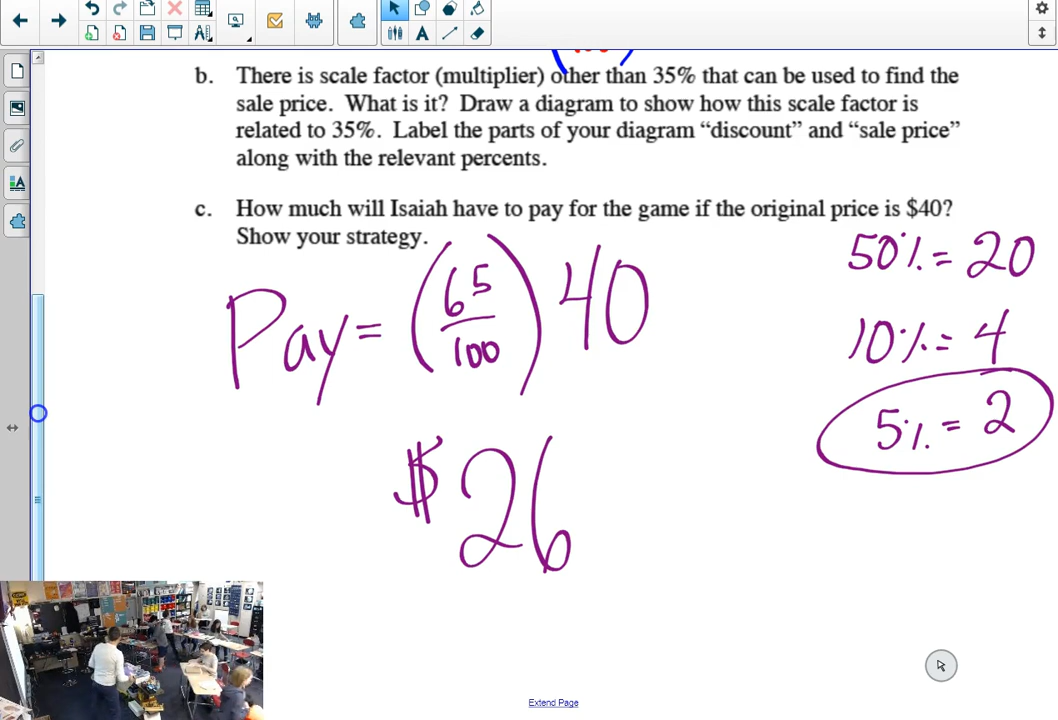 b. There is scale factor (multiplier) other than 35% that can be used to find the
sale price. What is it? Draw a diagram to show how this scale factor is
related to 35%. Label the parts of your diagram “discount” and “sale price”
along with the relevant percents.
c. How much will Isaiah have to pay for the game if the original price is $40?
Show your strategy.
Pay = (65/100) 40
$26
50% = 20
10% = 4
5% = 2
Extend Page